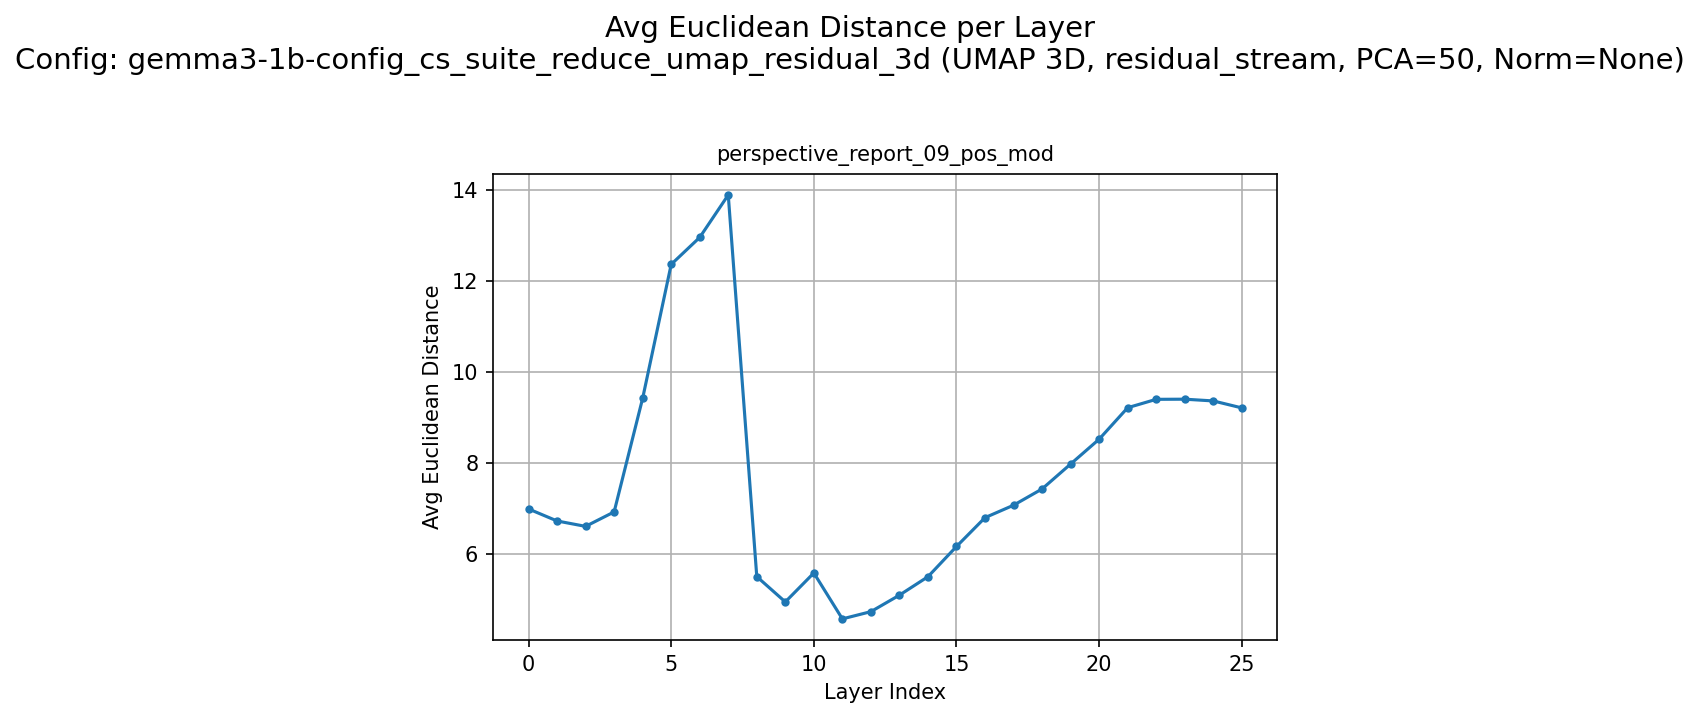 Avg Euclidean Distance per Layer
Config: gemma3-1b-config_cs_suite_reduce_umap_residual_3d (UMAP 3D, residual_stream, PCA=50, Norm=None)
perspective_report_09_pos_mod
Avg Euclidean Distance
14
12
10
8
6
0 5 10 15 20 25
Layer Index